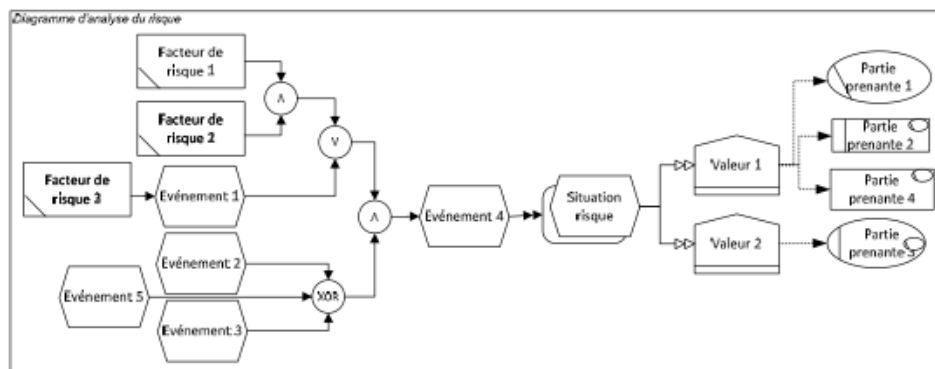 Diagramme d'analyse du risque
Facteur de
risque 1
Λ
Facteur de
risque 2
V
Facteur de
risque 3
Evénement 1
Λ
Evénement 2
Evénement 5
XOR
Evénement 3
Evénement 4
Situation
risque
Valeur 1
Valeur 2
Partie
prenante 1
Partie
prenante 2
Partie
prenante 4
Partie
prenante 3